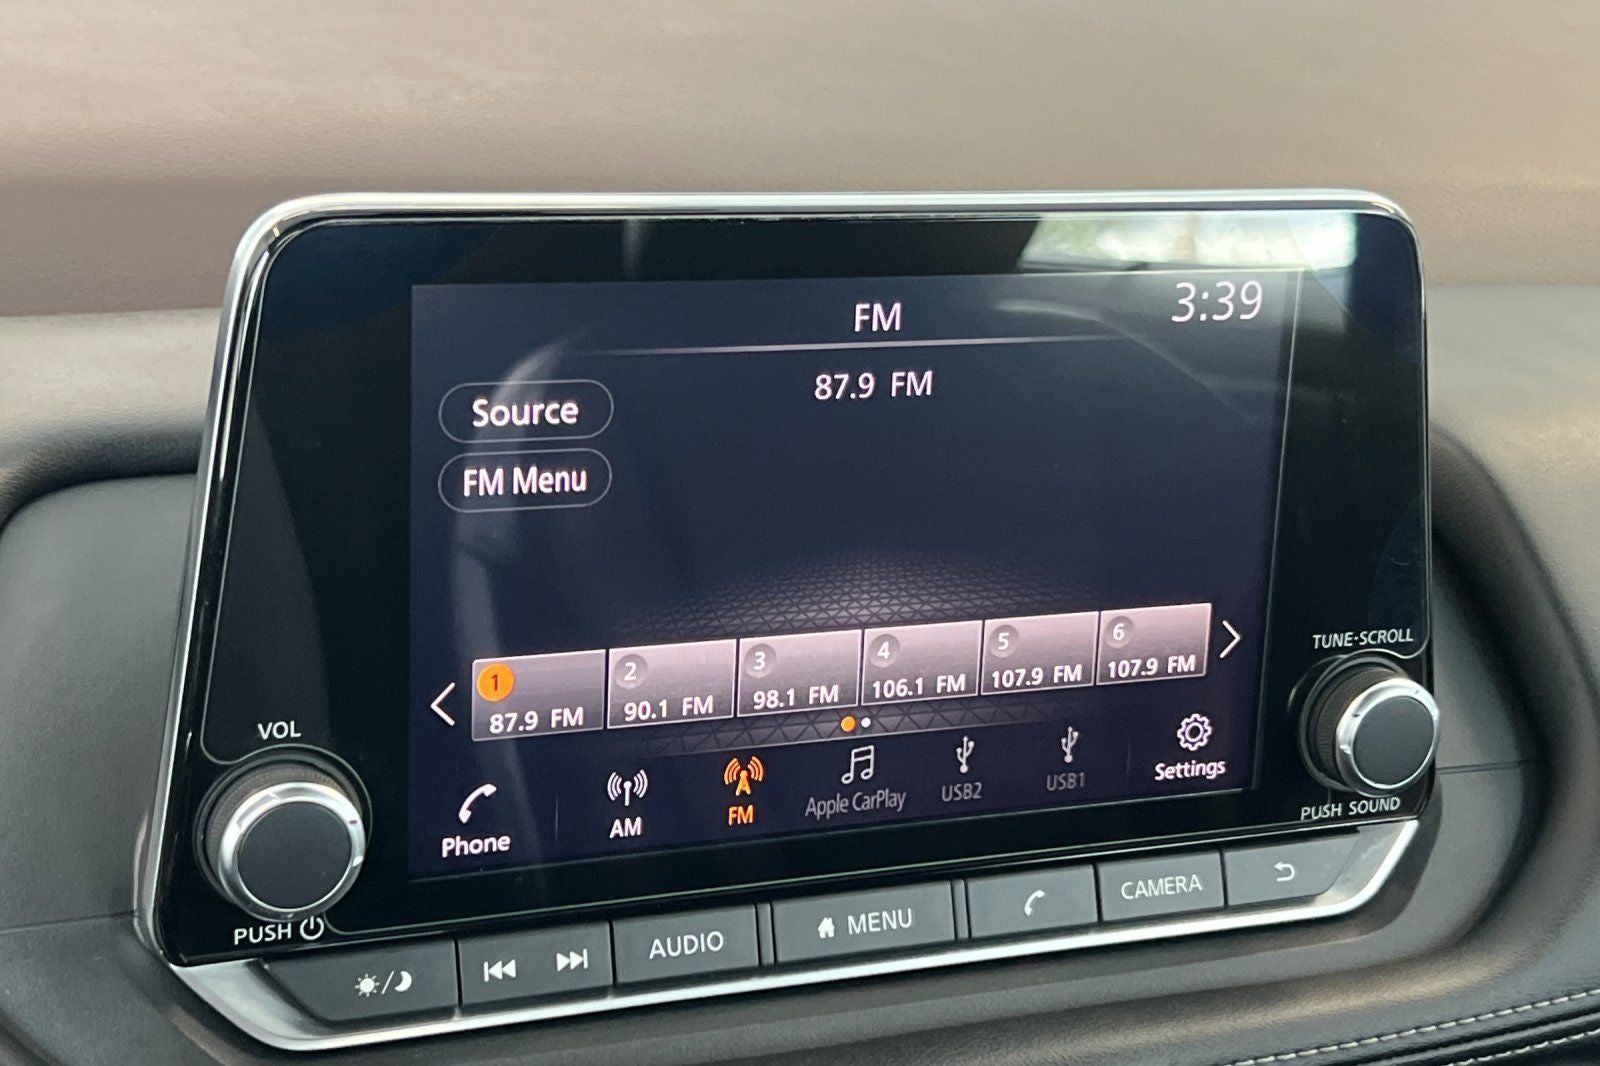 FM
3:39
87.9 FM
Source
FM Menu
1
87.9 FM
2
90.1 FM
3
98.1 FM
4
106.1 FM
5
107.9 FM
6
107.9 FM
Phone
AM
FM
Apple CarPlay
USB2
USB1
Settings
VOL
PUSH
TUNE·SCROLL
PUSH SOUND
AUDIO
MENU
CAMERA